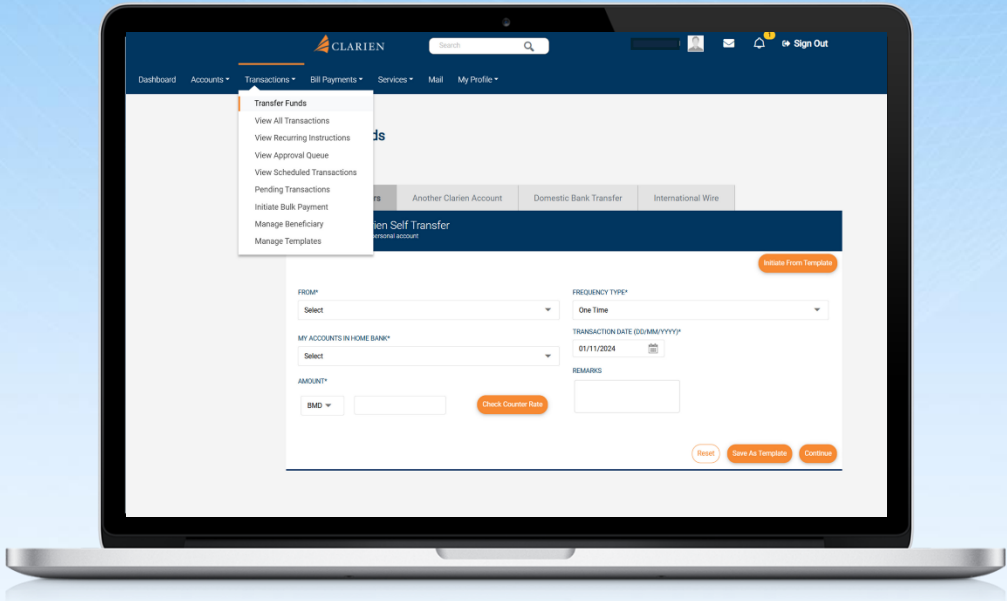 CLARIEN
Search
1
Sign Out
Dashboard Accounts Transactions Bill Payments Services Mail My Profile
Transfer Funds
View All Transactions
View Recurring Instructions
View Approval Queue
View Scheduled Transactions
Pending Transactions
Initiate Bulk Payment
Manage Beneficiary
Manage Templates
ds
rs Another Clarien Account Domestic Bank Transfer International Wire
ien Self Transfer
personal account
Initiate From Template
FROM* FREQUENCY TYPE*
Select One Time
MY ACCOUNTS IN HOME BANK* TRANSACTION DATE (DD/MM/YYYY)*
Select 01/11/2024
AMOUNT* REMARKS
BMD Check Counter Rate
Reset Save As Template Continue